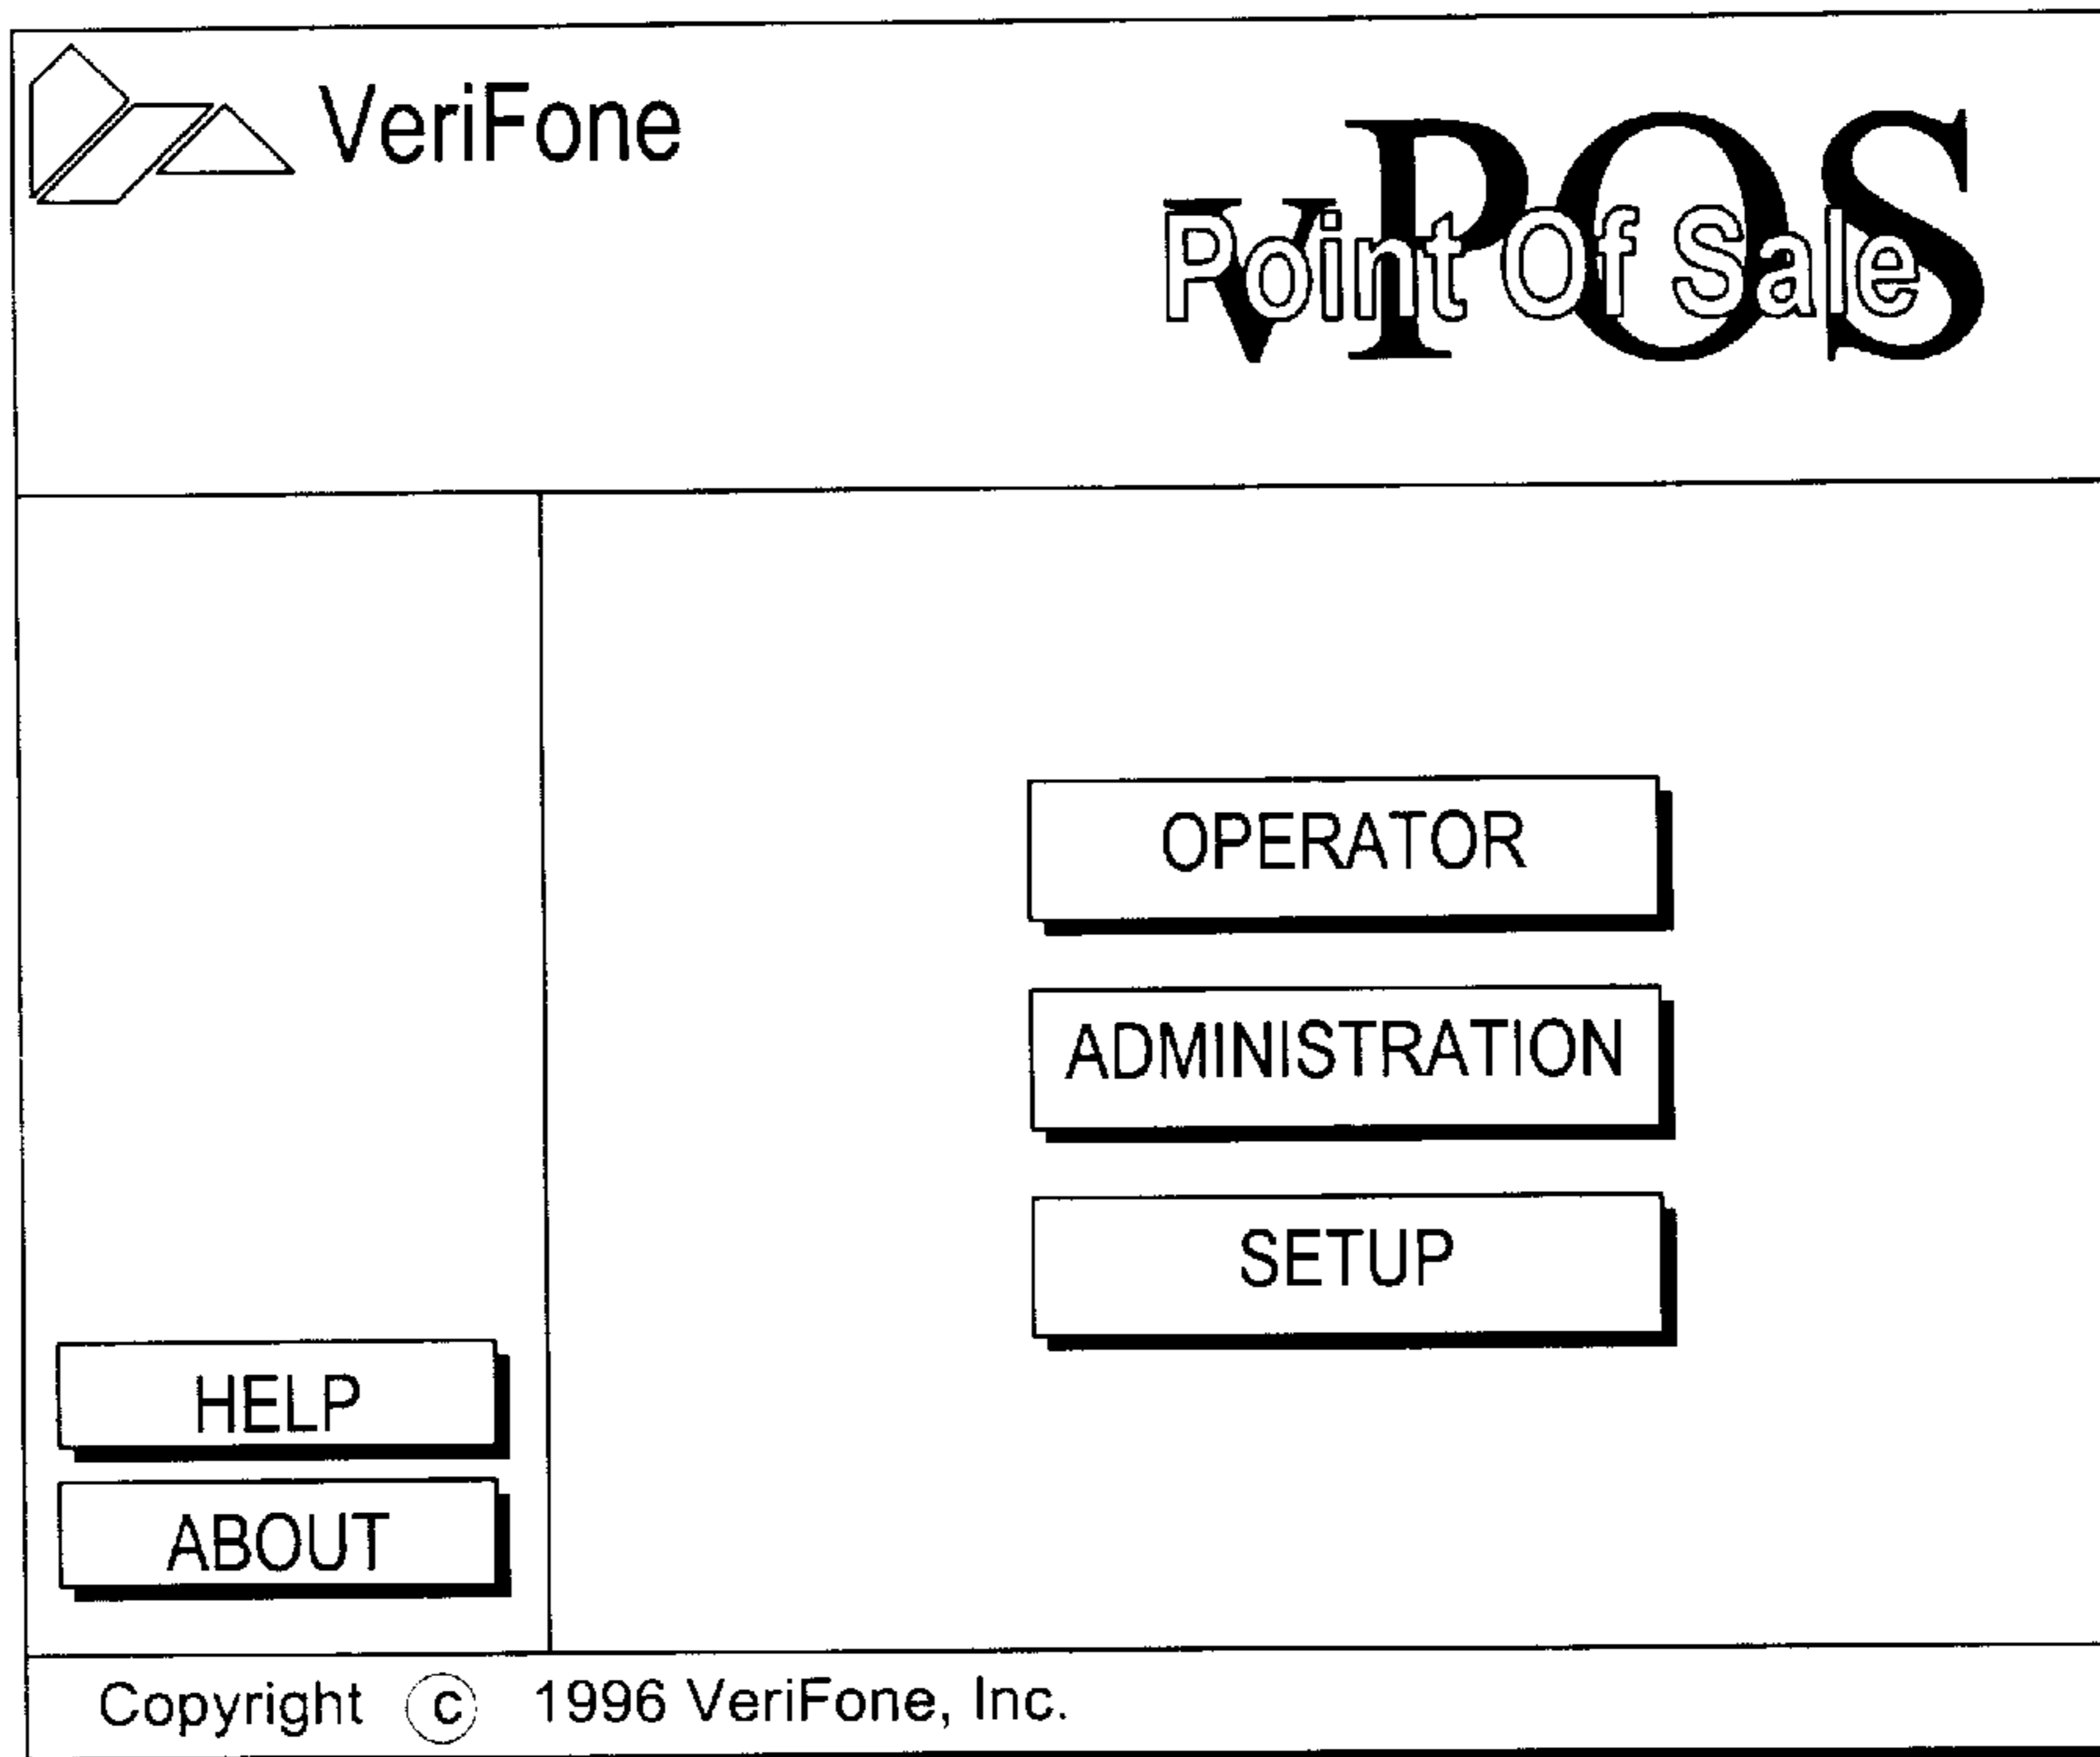 VeriFone
vPOS
Point Of Sale
OPERATOR
ADMINISTRATION
SETUP
HELP
ABOUT
Copyright © 1996 VeriFone, Inc.